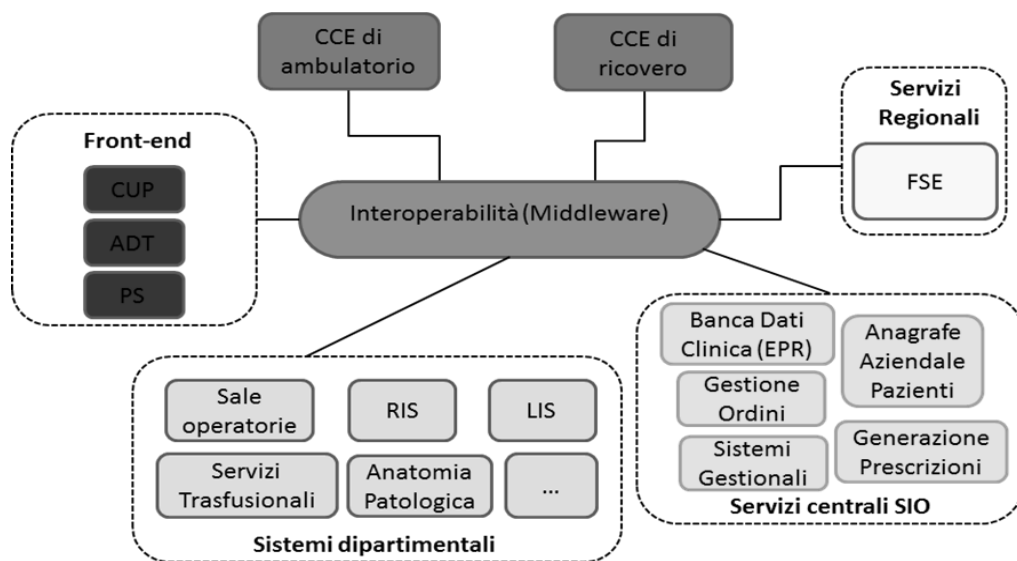 CCE di
ambulatorio
CCE di
ricovero
Front-end
CUP
ADT
PS
Interoperabilità (Middleware)
Servizi
Regionali
FSE
Sale
operatorie
RIS
LIS
Servizi
Trasfusionali
Anatomia
Patologica
...
Sistemi dipartimentali
Banca Dati
Clinica (EPR)
Anagrafe
Aziendale
Pazienti
Gestione
Ordini
Sistemi
Gestionali
Generazione
Prescrizioni
Servizi centrali SIO